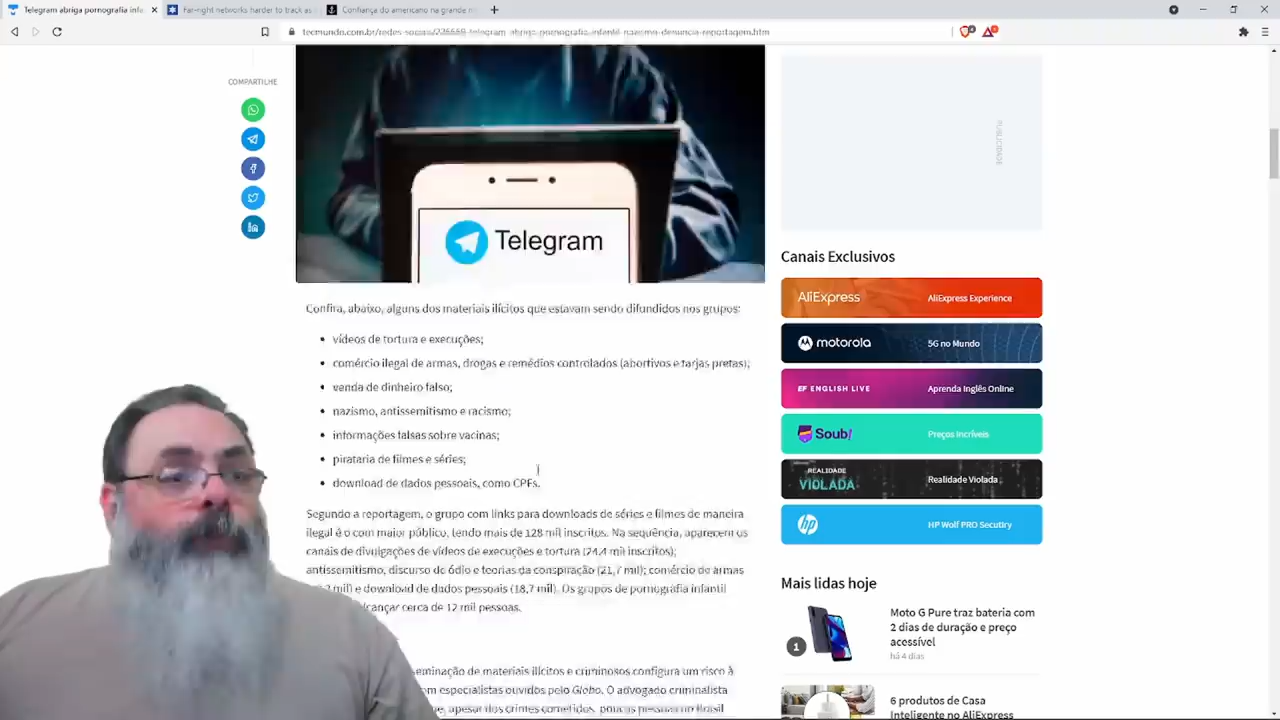 Telegram abriga pornografia infa
Far-right networks harder to track as
Confiança do americano na grande m
tecmundo.com.br/redes-sociais/226659-telegram-abriga-pornografia-infantil-nazismo-denuncia-reportagem.htm
COMPARTILHE
Telegram
PUBLICIDADE
Confira, abaixo, alguns dos materiais ilícitos que estavam sendo difundidos nos grupos:
• vídeos de tortura e execuções;
• comércio ilegal de armas, drogas e remédios controlados (abortivos e tarjas pretas);
• venda de dinheiro falso;
• nazismo, antissemitismo e racismo;
• informações falsas sobre vacinas;
• pirataria de filmes e séries;
• download de dados pessoais, como CPFs.
Segundo a reportagem, o grupo com links para downloads de séries e filmes de maneira
ilegal é o com maior público, tendo mais de 128 mil inscritos. Na sequência, aparecem os
canais de divulgações de vídeos de execuções e tortura (24,4 mil inscritos);
antissemitismo, discurso de ódio e teorias da conspiração (21,7 mil); comércio de armas
mil) e download de dados pessoais (18,7 mil). Os grupos de pornografia infantil
cerca de 12 mil pessoas.
de materiais ilícitos e criminosos configura um risco à
especialistas ouvidos pelo Globo. O advogado criminalista
apesar dos crimes cometidos, poucas pessoas no Brasil
Canais Exclusivos
AliExpress AliExpress Experience
motorola 5G no Mundo
EF ENGLISH LIVE Aprenda Inglês Online
Soub! Preços Incríveis
REALIDADE VIOLADA Realidade Violada
hp HP Wolf PRO Secutiry
Mais lidas hoje
1
Moto G Pure traz bateria com
2 dias de duração e preço
acessível
há 4 dias
6 produtos de Casa
Inteligente no AliExpress